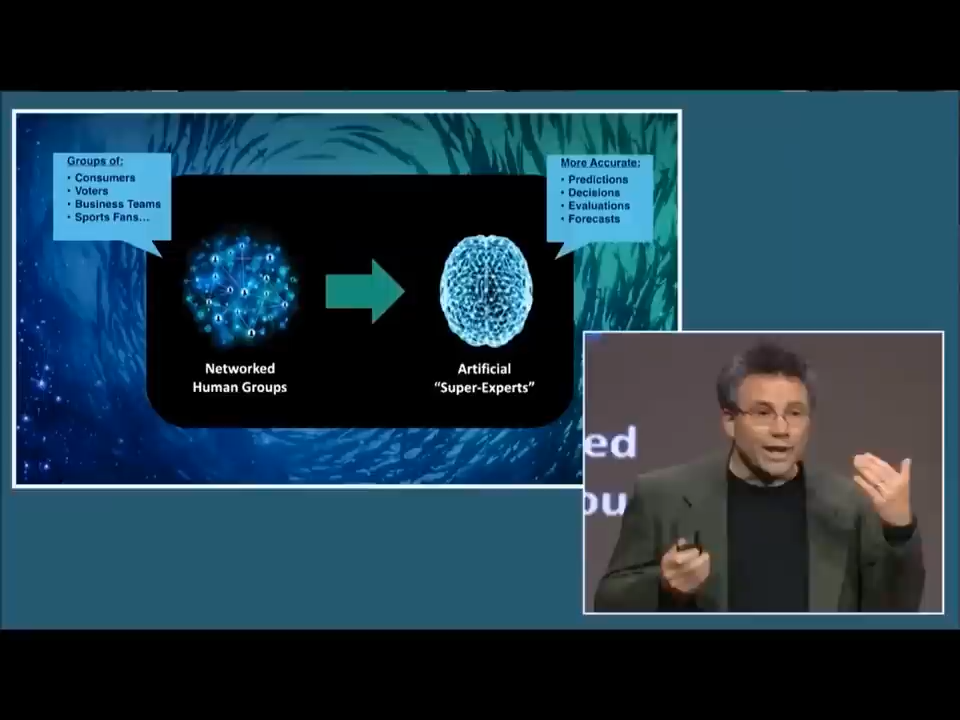 Groups of:
• Consumers
• Voters
• Business Teams
• Sports Fans...
More Accurate:
• Predictions
• Decisions
• Evaluations
• Forecasts
Networked
Human Groups
Artificial
“Super-Experts”
ed
ou